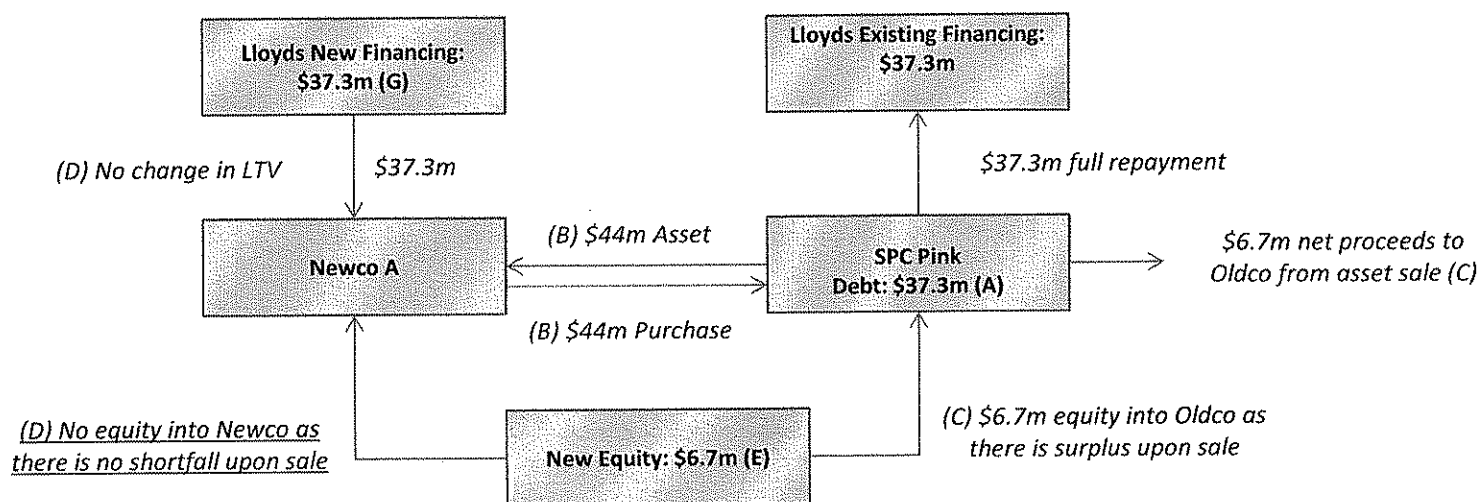 Lloyds New Financing:
$37.3m (G)
Lloyds Existing Financing:
$37.3m
(D) No change in LTV
$37.3m
$37.3m full repayment
Newco A
(B) $44m Asset
(B) $44m Purchase
SPC Pink
Debt: $37.3m (A)
$6.7m net proceeds to
Oldco from asset sale (C)
(D) No equity into Newco as
there is no shortfall upon sale
New Equity: $6.7m (E)
(C) $6.7m equity into Oldco as
there is surplus upon sale